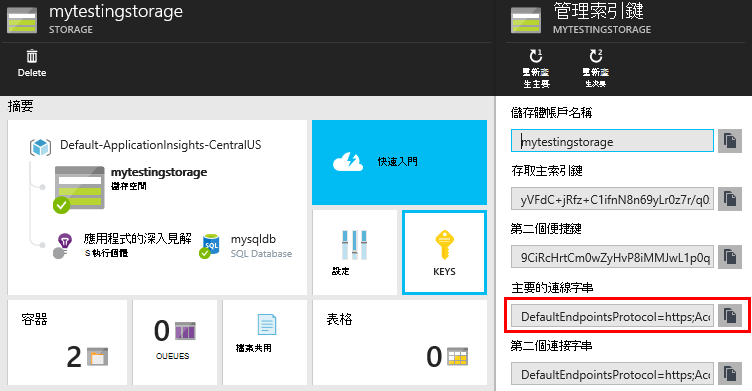 mytestingstorage
STORAGE
Delete
摘要
Default-ApplicationInsights-CentralUS
mytestingstorage
儲存空間
應用程式的深入見解
S 執行個體
mysqldb
SQL Database
快速入門
設定
KEYS
容器
2
0
QUEUES
檔案共用
表格
0
管理索引鍵
MYTESTINGSTORAGE
重新產
生主要
重新產
生次要
儲存體帳戶名稱
mytestingstorage
存取主索引鍵
yVFdC+jRfz+C1ifnN8n69yLr0z7r/q0
第二個便捷鍵
9CiRcHrtCm0wZyHvP8iMMJwL1p0q
主要的連線字串
DefaultEndpointsProtocol=https;Acc
第二個連接字串
DefaultEndpointsProtocol=https;Acc